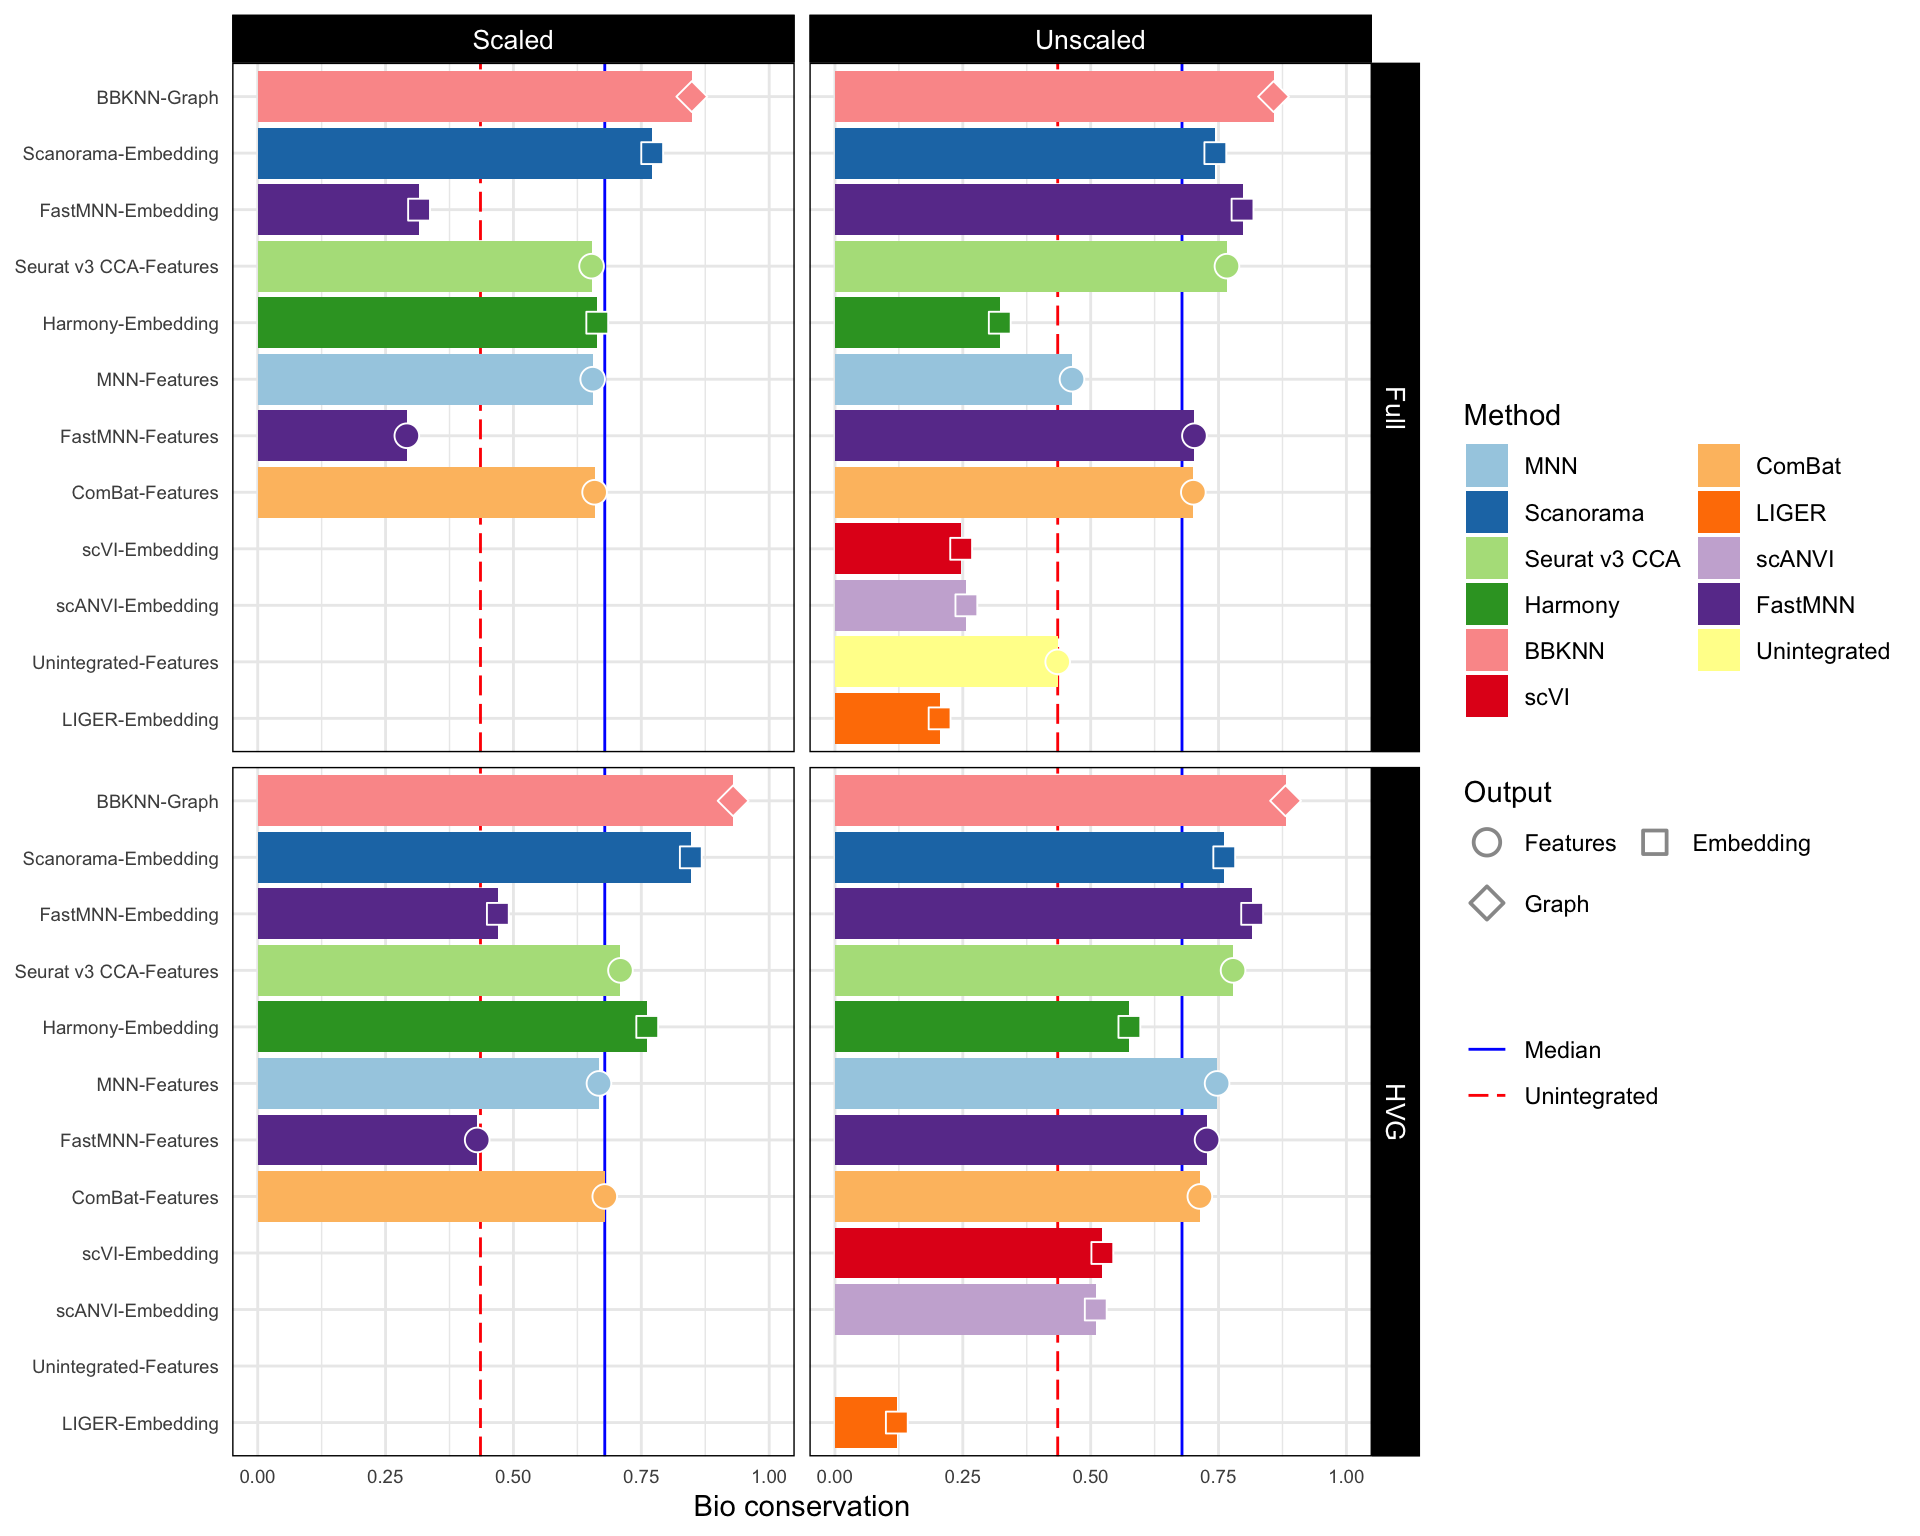 Scaled
Unscaled
BBKNN-Graph
Scanorama-Embedding
FastMNN-Embedding
Seurat v3 CCA-Features
Harmony-Embedding
MNN-Features
FastMNN-Features
ComBat-Features
scVI-Embedding
scANVI-Embedding
Unintegrated-Features
LIGER-Embedding
Full
BBKNN-Graph
Scanorama-Embedding
FastMNN-Embedding
Seurat v3 CCA-Features
Harmony-Embedding
MNN-Features
FastMNN-Features
ComBat-Features
scVI-Embedding
scANVI-Embedding
Unintegrated-Features
LIGER-Embedding
HVG
0.00 0.25 0.50 0.75 1.00
0.00 0.25 0.50 0.75 1.00
Bio conservation
Method
MNN
Scanorama
Seurat v3 CCA
Harmony
BBKNN
scVI
ComBat
LIGER
scANVI
FastMNN
Unintegrated
Output
Features
Embedding
Graph
Median
Unintegrated